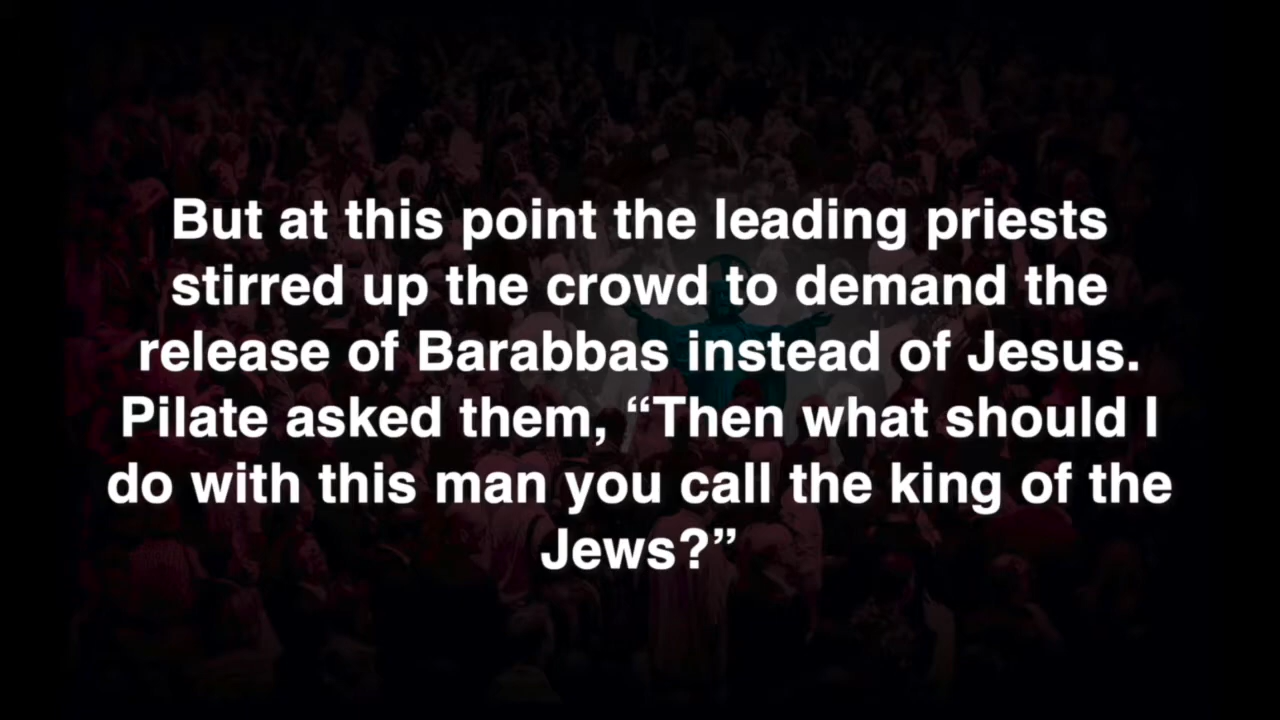 But at this point the leading priests
stirred up the crowd to demand the
release of Barabbas instead of Jesus.
Pilate asked them, “Then what should I
do with this man you call the king of the
Jews?”